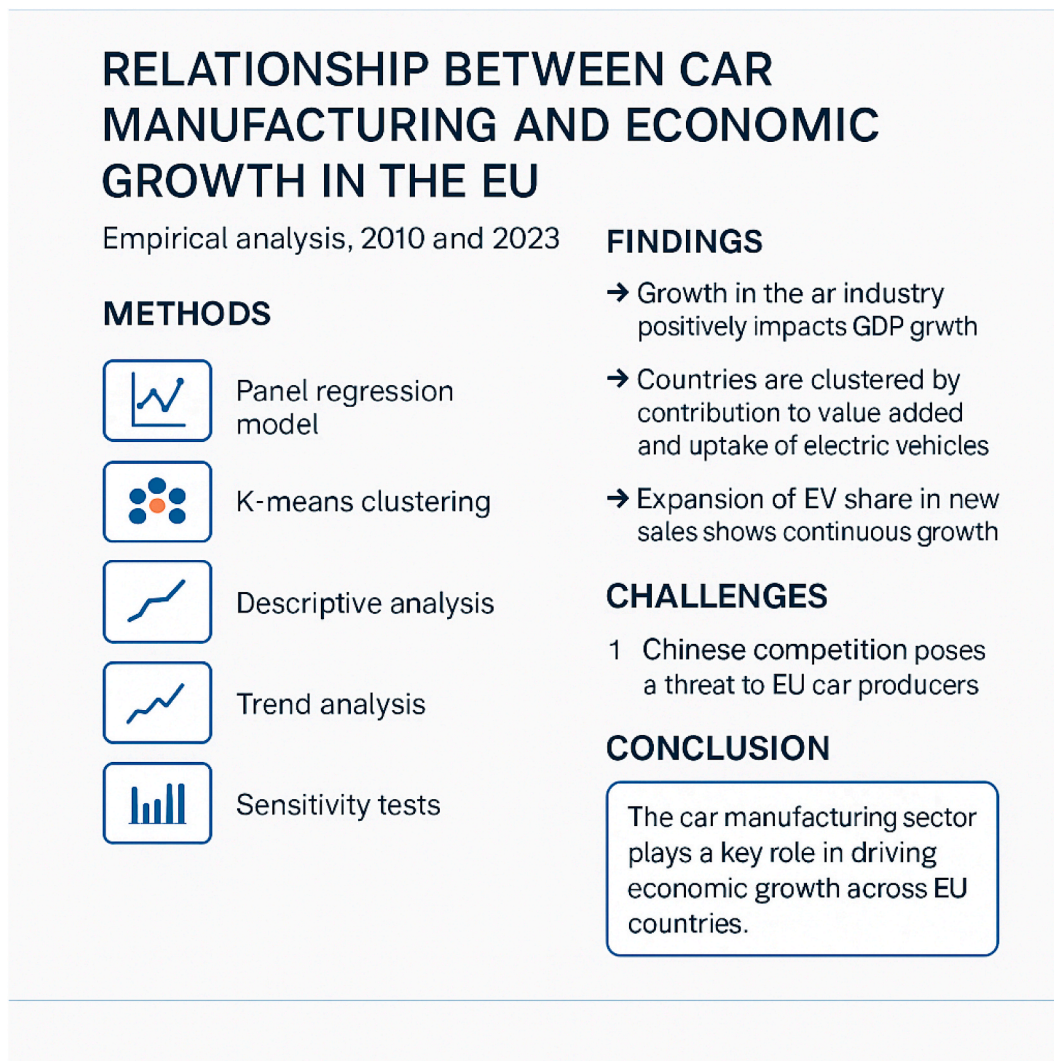 RELATIONSHIP BETWEEN CAR
MANUFACTURING AND ECONOMIC
GROWTH IN THE EU
Empirical analysis, 2010 and 2023
METHODS
Panel regression
model
K-means clustering
Descriptive analysis
Trend analysis
Sensitivity tests
FINDINGS
→ Growth in the ar industry
positively impacts GDP grwth
→ Countries are clustered by
contribution to value added
and uptake of electric vehicles
→ Expansion of EV share in new
sales shows continuous growth
CHALLENGES
1 Chinese competition poses
a threat to EU car producers
CONCLUSION
The car manufacturing sector
plays a key role in driving
economic growth across EU
countries.